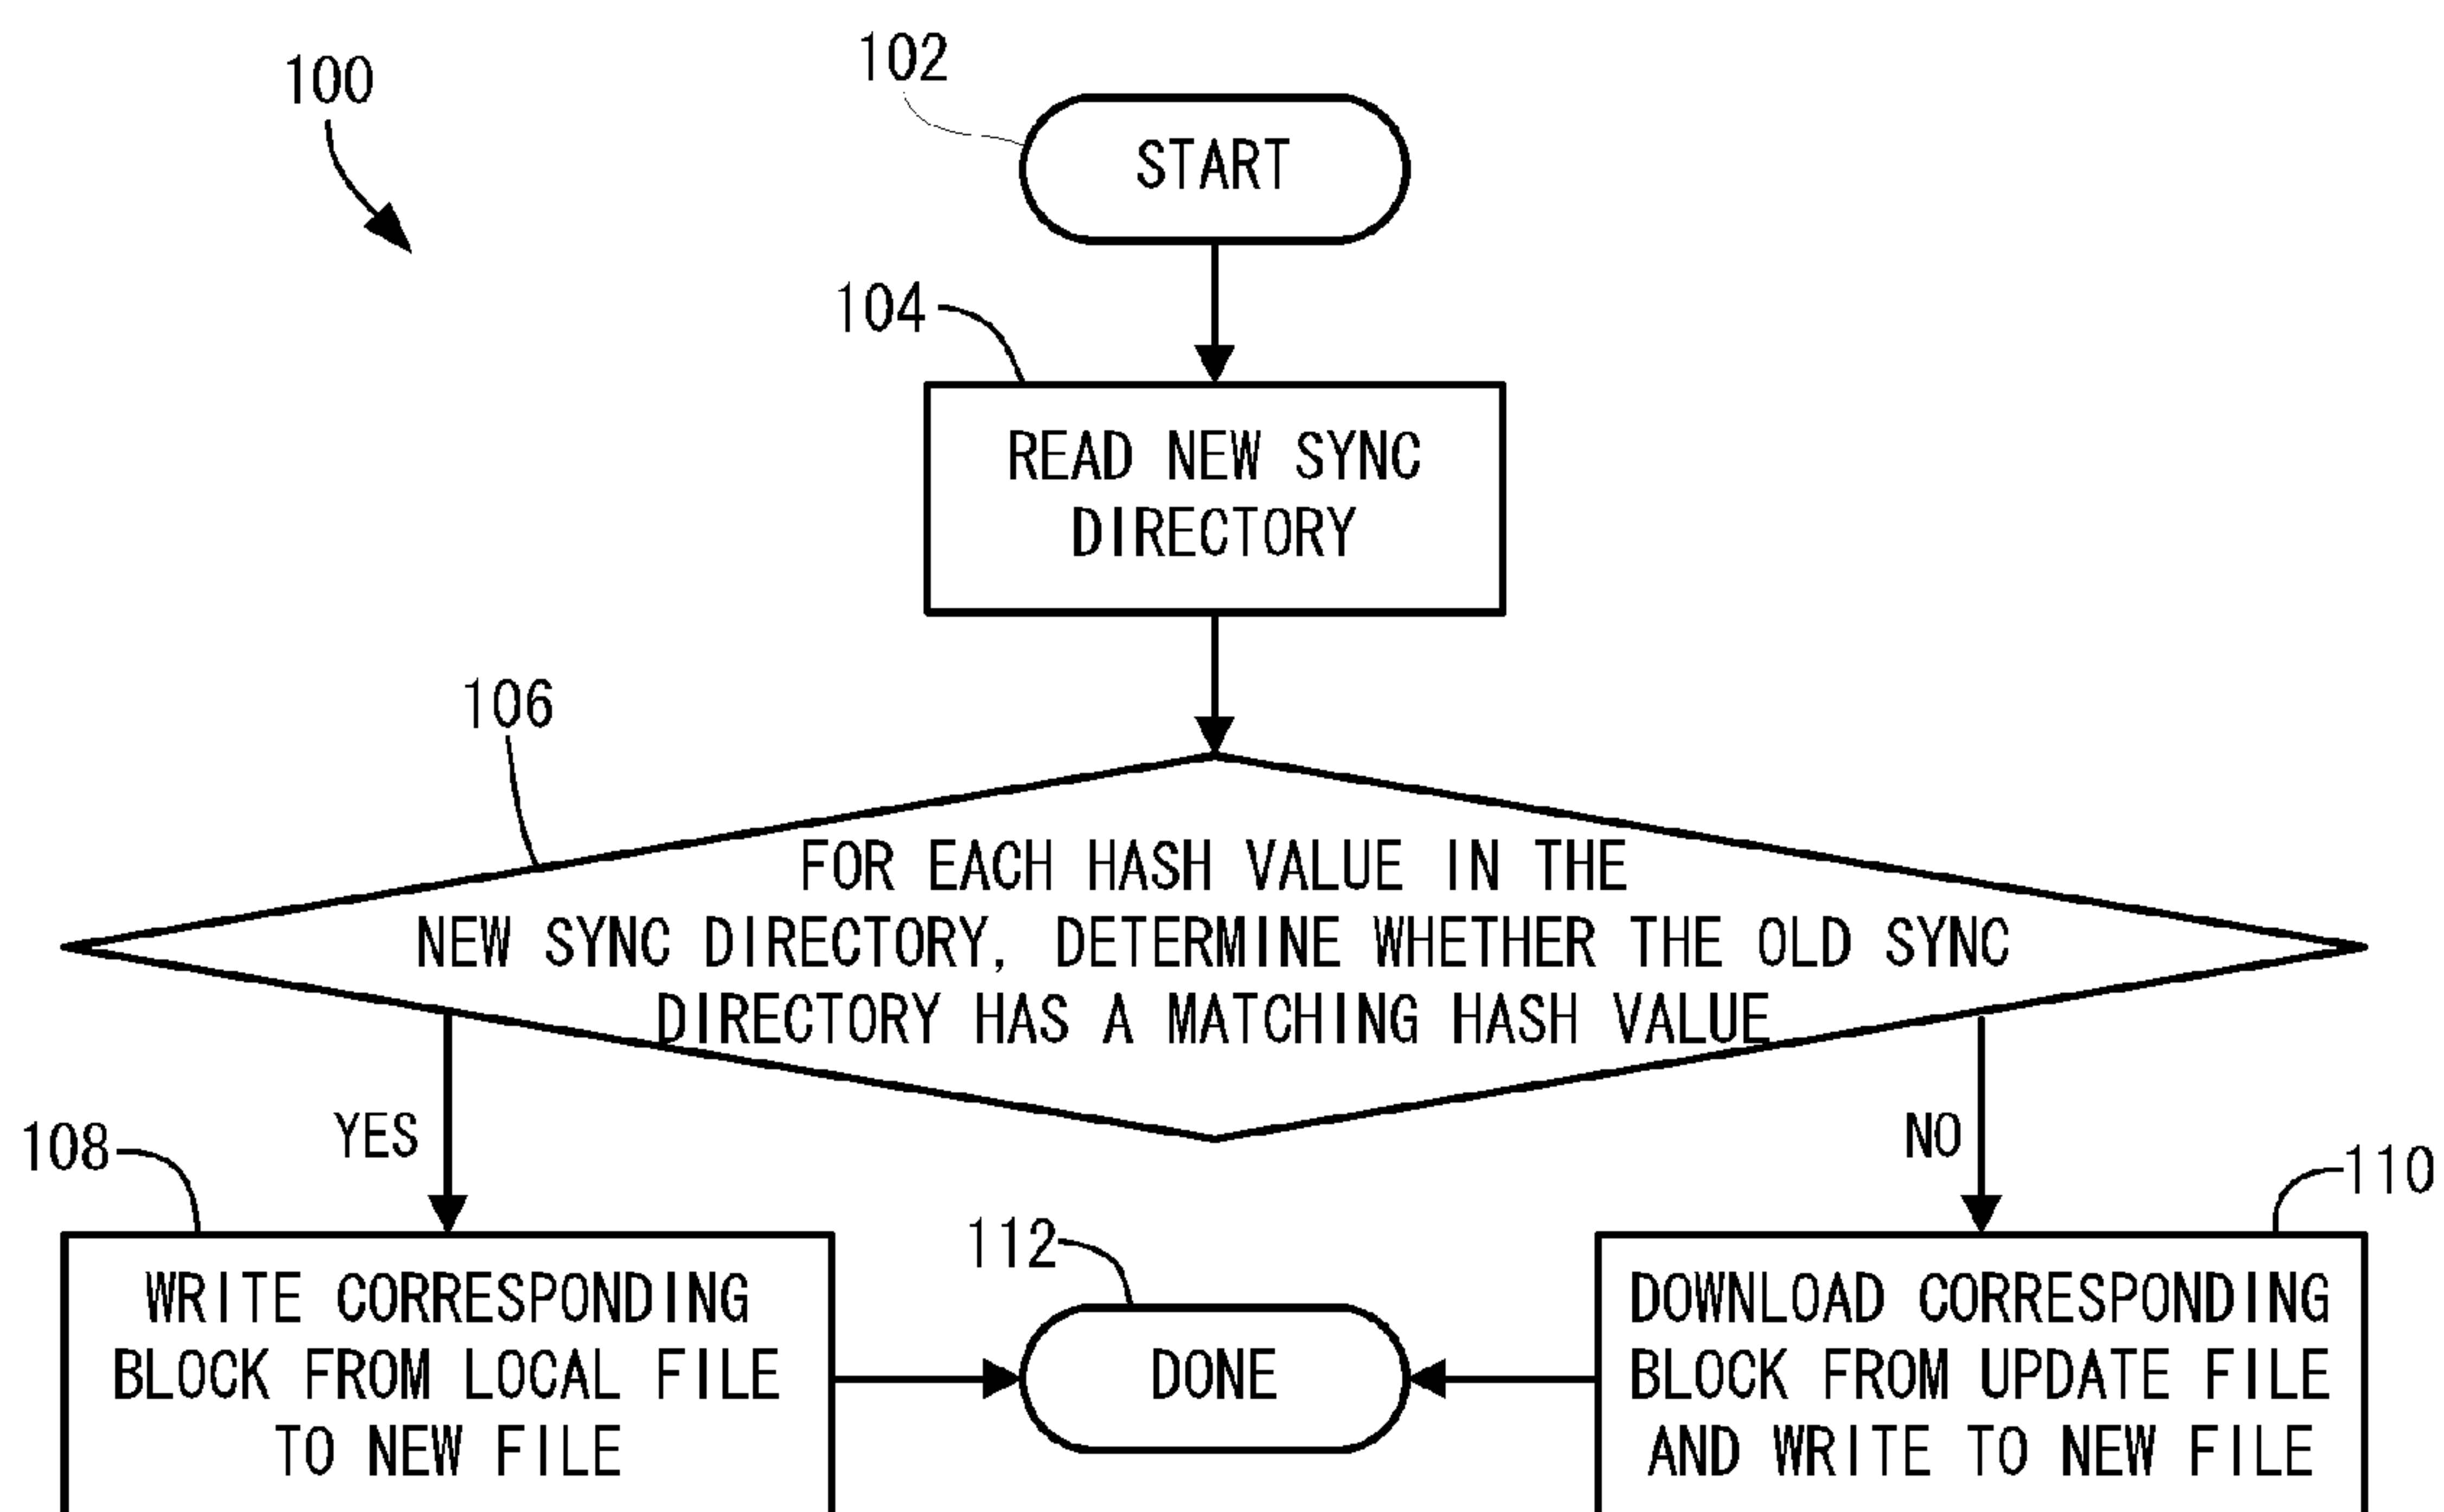 100
102
START
104
READ NEW SYNC
DIRECTORY
106
FOR EACH HASH VALUE IN THE
NEW SYNC DIRECTORY, DETERMINE WHETHER THE OLD SYNC
DIRECTORY HAS A MATCHING HASH VALUE
YES
NO
108
110
112
WRITE CORRESPONDING
BLOCK FROM LOCAL FILE
TO NEW FILE
DONE
DOWNLOAD CORRESPONDING
BLOCK FROM UPDATE FILE
AND WRITE TO NEW FILE